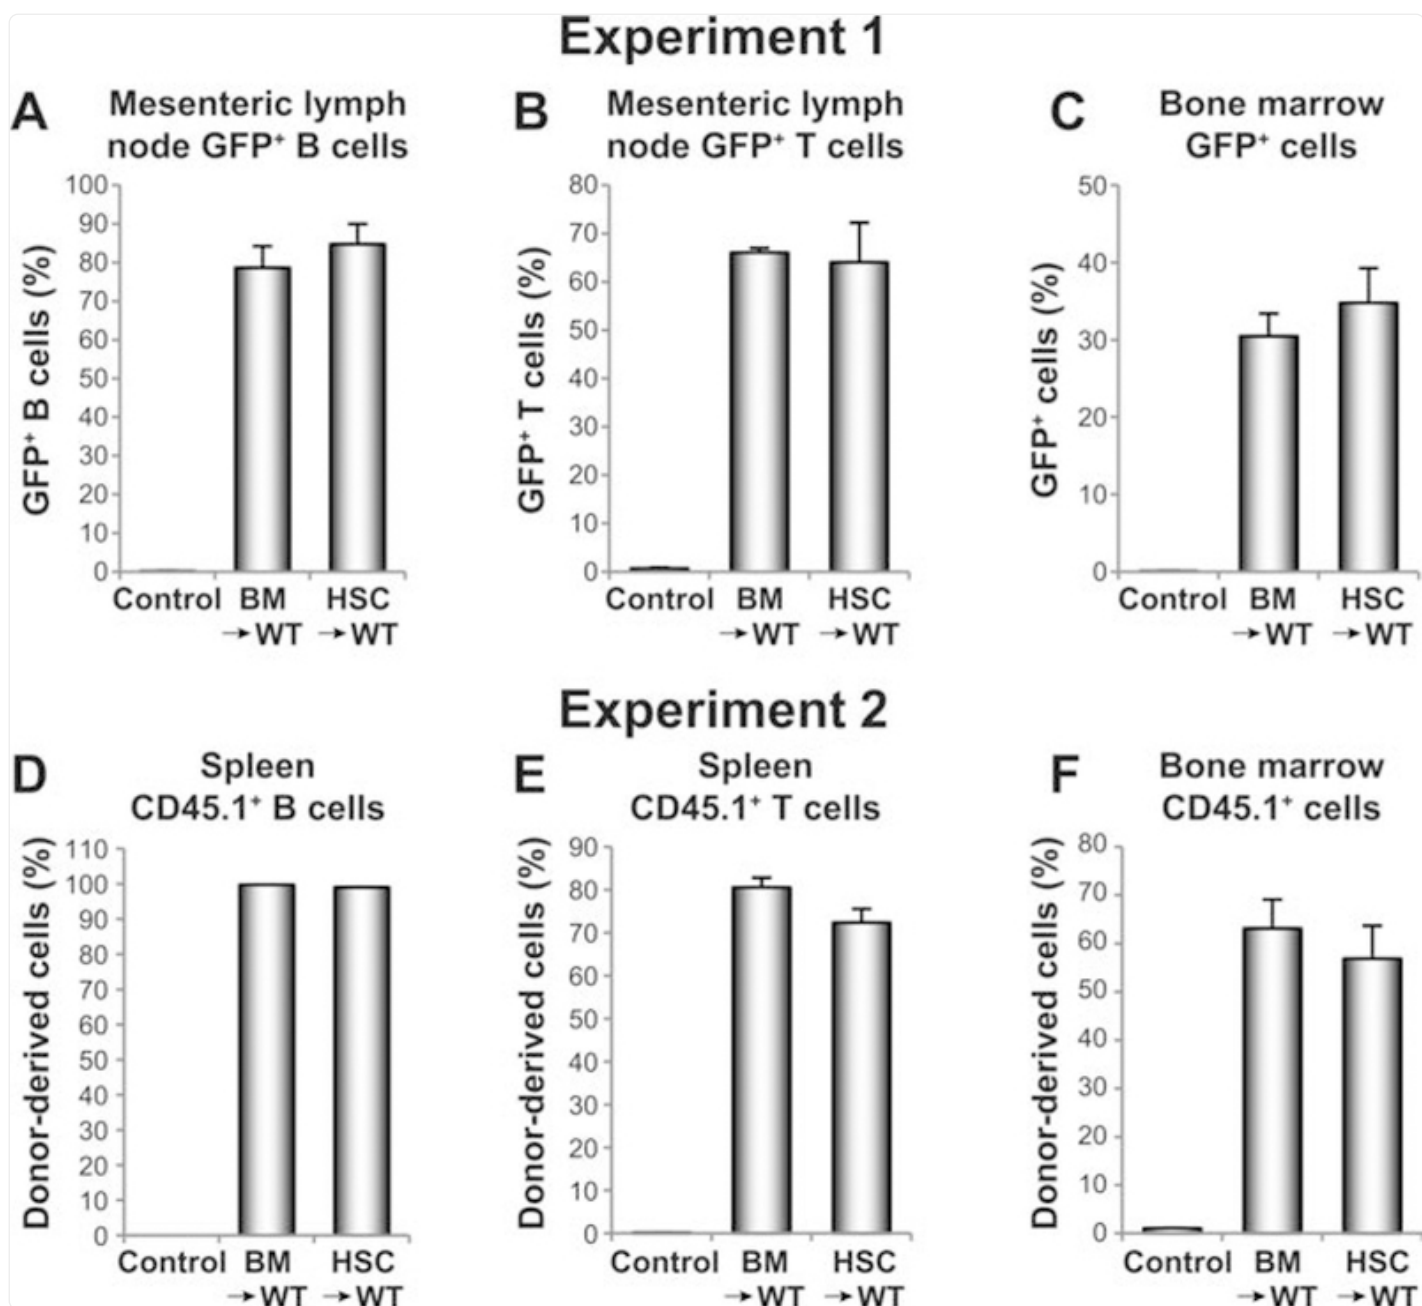 Experiment 1
A
Mesenteric lymph
node GFP⁺ B cells
GFP⁺ B cells (%)
100
90
80
70
60
50
40
30
20
10
0
Control BM HSC
→WT →WT
B
Mesenteric lymph
node GFP⁺ T cells
GFP⁺ T cells (%)
80
70
60
50
40
30
20
10
0
Control BM HSC
→WT →WT
C
Bone marrow
GFP⁺ cells
GFP⁺ cells (%)
50
40
30
20
10
0
Control BM HSC
→WT →WT
Experiment 2
D
Spleen
CD45.1⁺ B cells
Donor-derived cells (%)
110
100
90
80
70
60
50
40
30
20
10
0
Control BM HSC
→WT →WT
E
Spleen
CD45.1⁺ T cells
Donor-derived cells (%)
90
80
70
60
50
40
30
20
10
0
Control BM HSC
→WT →WT
F
Bone marrow
CD45.1⁺ cells
Donor-derived cells (%)
80
70
60
50
40
30
20
10
0
Control BM HSC
→WT →WT